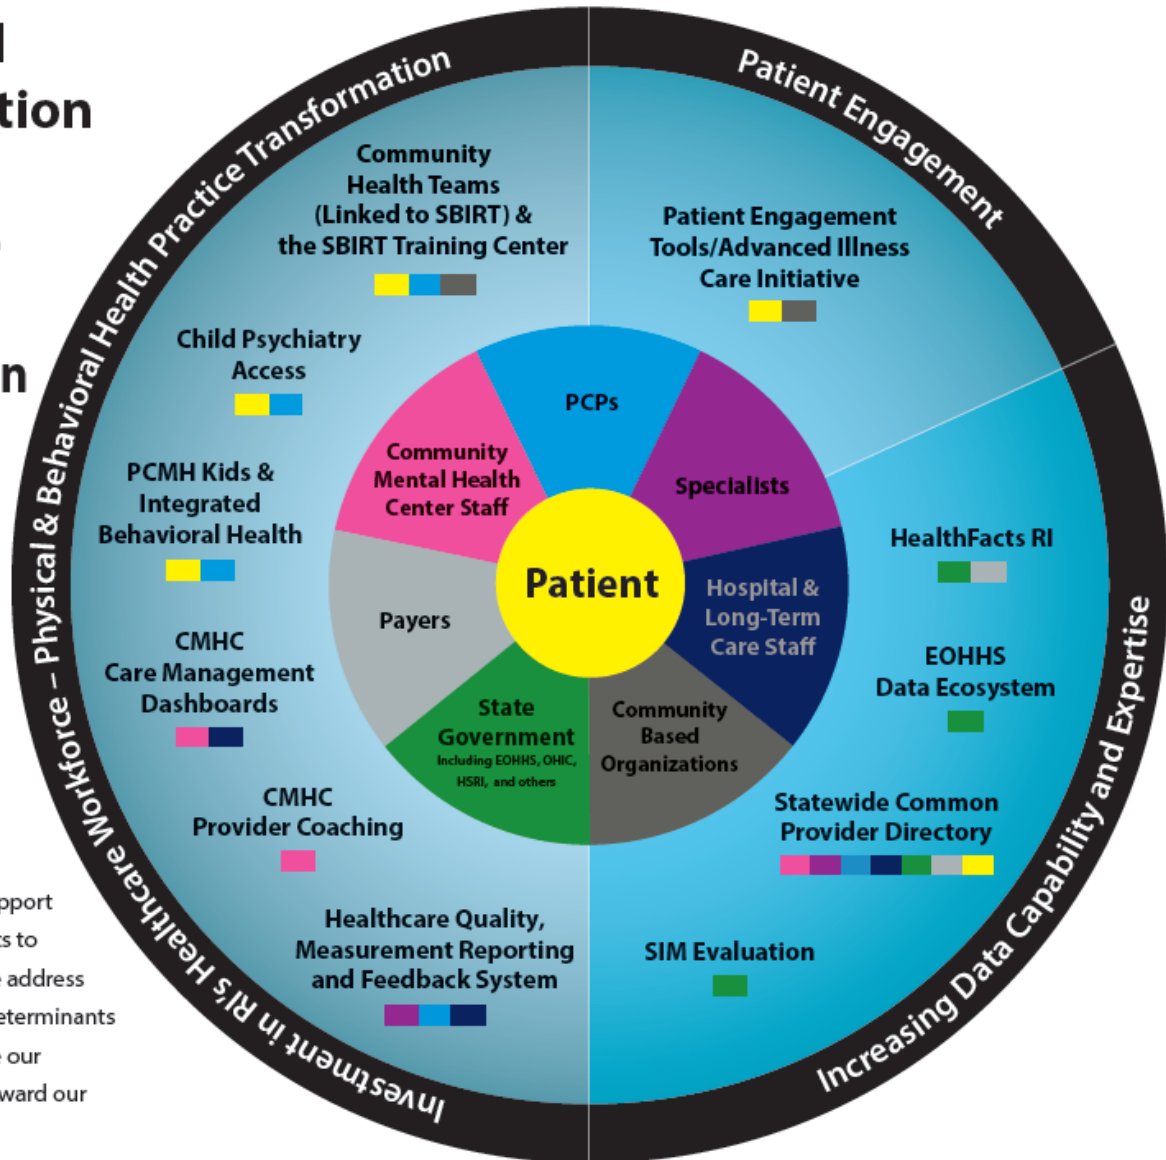 Investment in RI's Healthcare Workforce – Physical & Behavioral Health Practice Transformation
Patient Engagement
Increasing Data Capability and Expertise
Community
Health Teams
(Linked to SBIRT) &
the SBIRT Training Center
Child Psychiatry
Access
PCMH Kids &
Integrated
Behavioral Health
CMHC
Care Management
Dashboards
CMHC
Provider Coaching
Healthcare Quality,
Measurement Reporting
and Feedback System
Patient Engagement
Tools/Advanced Illness
Care Initiative
HealthFacts RI
EOHHS
Data Ecosystem
Statewide Common
Provider Directory
SIM Evaluation
PCPs
Specialists
Hospital &
Long-Term
Care Staff
Community
Based
Organizations
State
Government
Including EOHHS, OHIC,
HSRI, and others
Payers
Community
Mental Health
Center Staff
Patient
tion
n
pport
ts to
address
eterminants
our
ward our